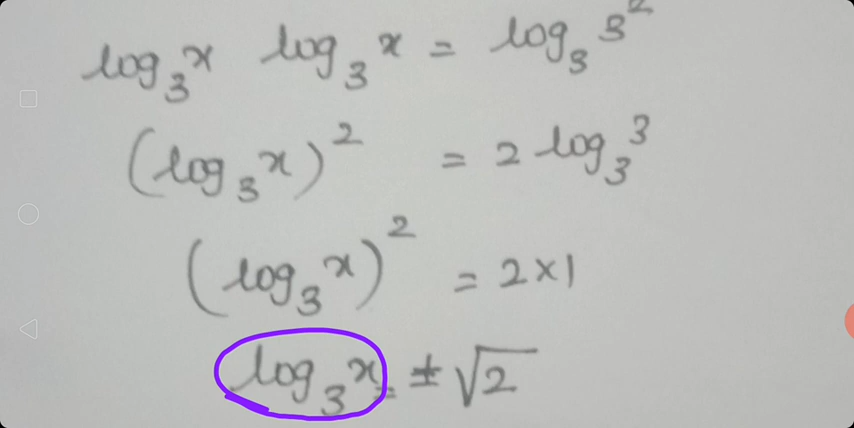 log₃x log₃x = log₃3²
(log₃x)² = 2 log₃3
(log₃x)² = 2×1
log₃x = ±√2